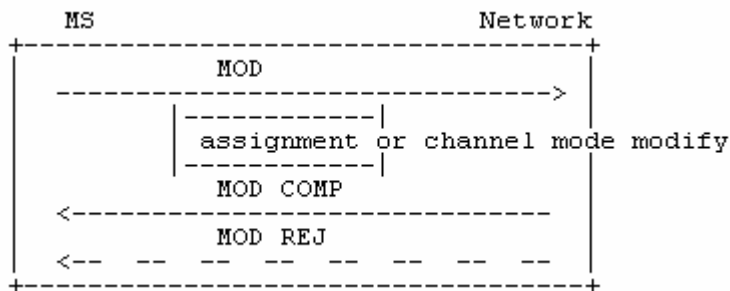 MS Network
MOD
assignment or channel mode modify
MOD COMP
MOD REJ